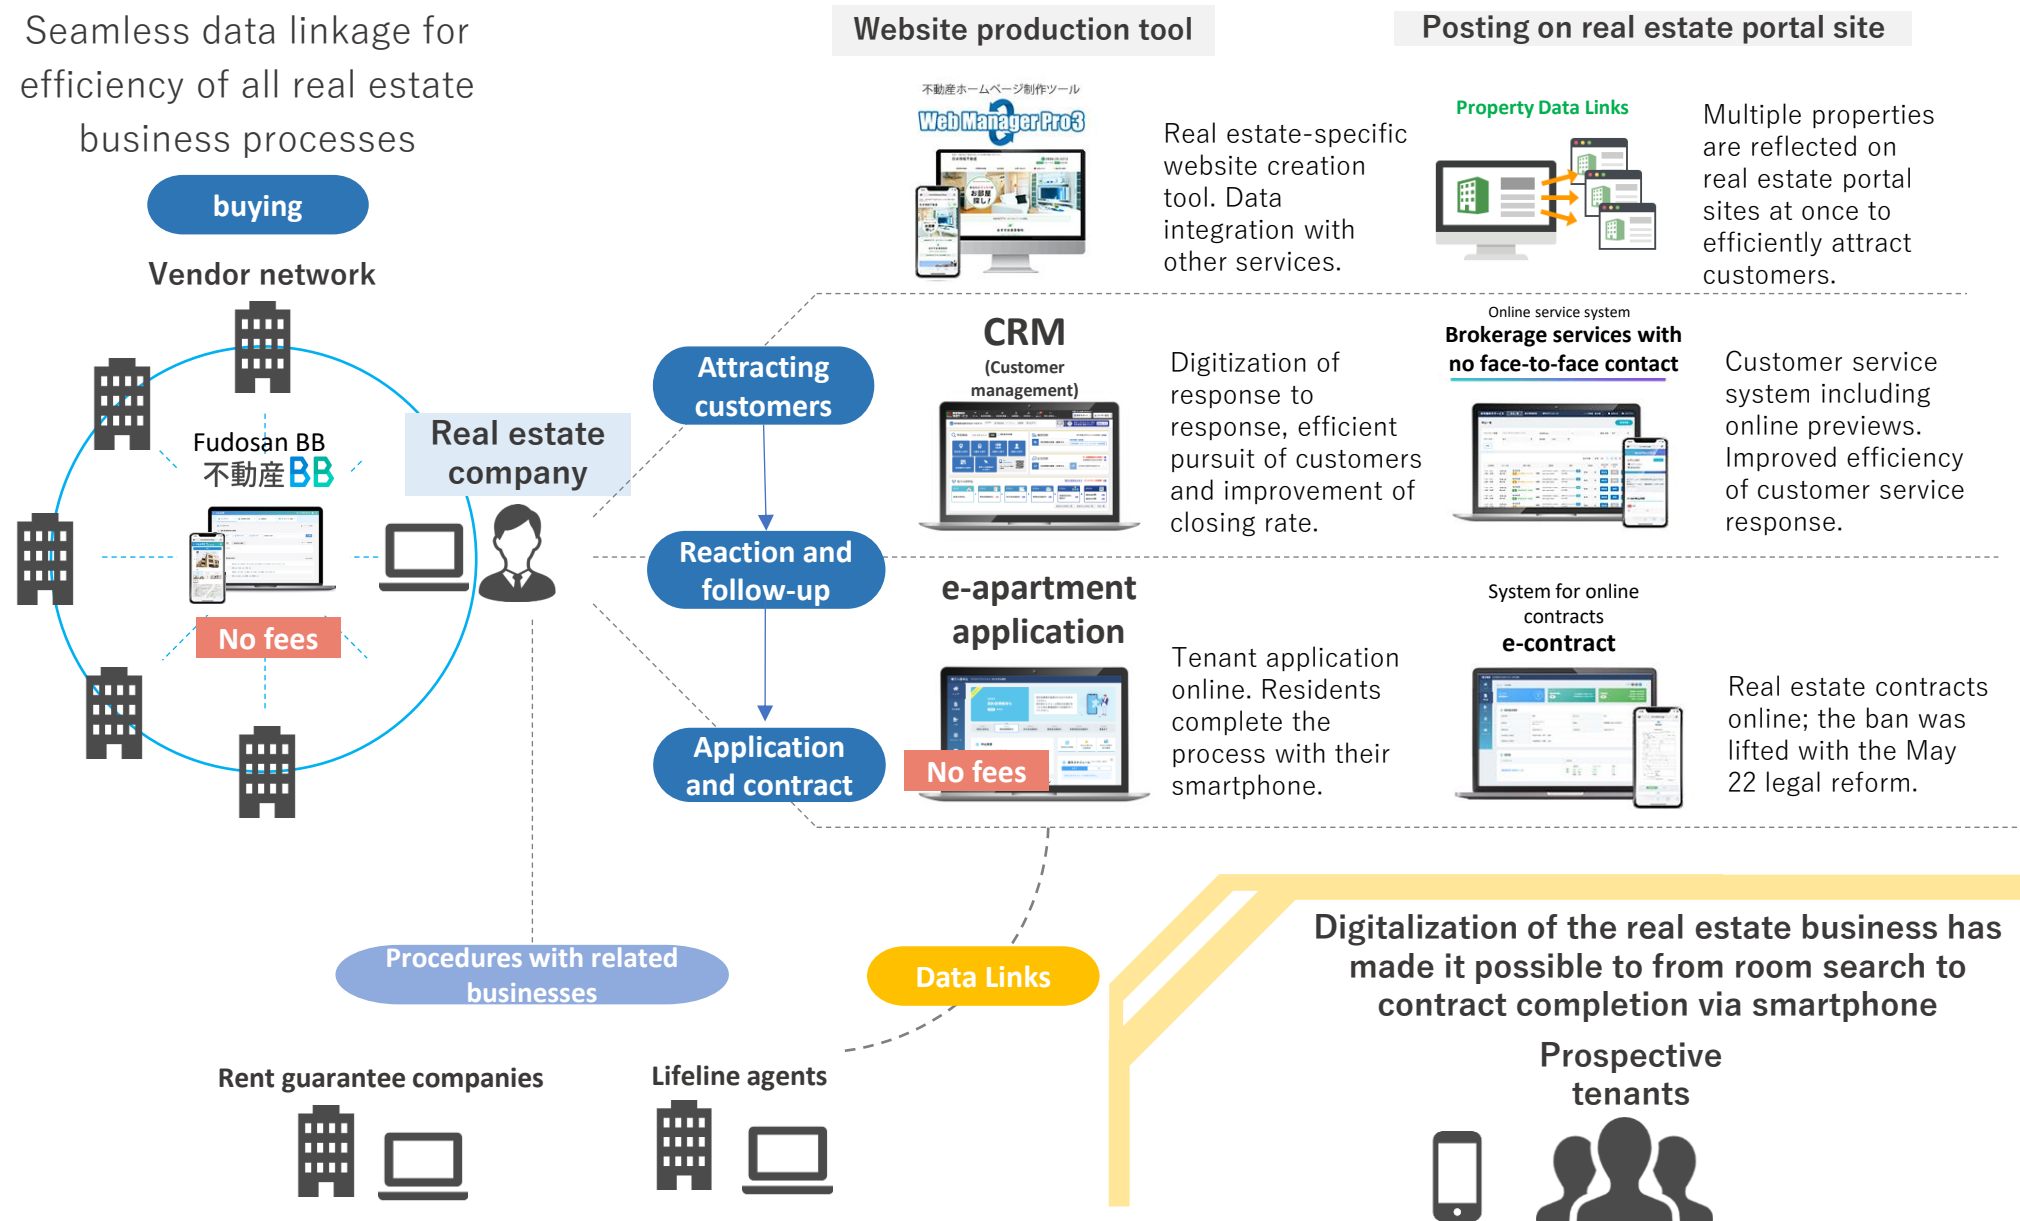 Seamless data linkage for
efficiency of all real estate
business processes
buying
Vendor network
Fudosan BB
不動産BB
No fees
Real estate
company
Attracting
customers
Reaction and
follow-up
Application
and contract
Website production tool
不動産ホームページ制作ツール
Web Manager Pro3
お部屋
探し!
Real estate-specific
website creation
tool. Data
integration with
other services.
Posting on real estate portal site
Property Data Links
Multiple properties
are reflected on
real estate portal
sites at once to
efficiently attract
customers.
CRM
(Customer
management)
Digitization of
response to
response, efficient
pursuit of customers
and improvement of
closing rate.
Online service system
Brokerage services with
no face-to-face contact
Customer service
system including
online previews.
Improved efficiency
of customer service
response.
e-apartment
application
No fees
Tenant application
online. Residents
complete the
process with their
smartphone.
System for online
contracts
e-contract
Real estate contracts
online; the ban was
lifted with the May
22 legal reform.
Procedures with related
businesses
Data Links
Rent guarantee companies
Lifeline agents
Digitalization of the real estate business has
made it possible to from room search to
contract completion via smartphone
Prospective
tenants